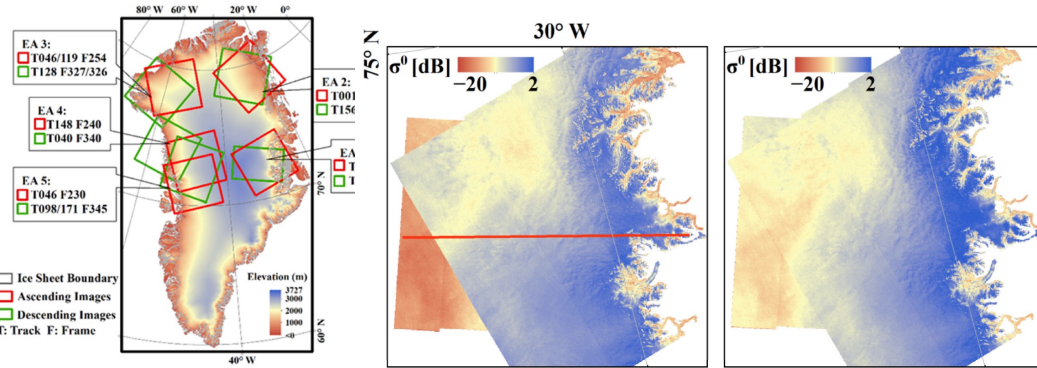 80° W 60° W 20° W 0°
EA 3:
T046/119 F254
T128 F327/326
EA 2:
T001
T156
EA 4:
T148 F240
T040 F340
EA
T
T
EA 5:
T046 F230
T098/171 F345
70° N
Ice Sheet Boundary
Ascending Images
Descending Images
T: Track F: Frame
Elevation (m)
3727
3000
2000
1000
<0
60° N
40° W
30° W
75° N
σ⁰ [dB]
−20 2
σ⁰ [dB]
−20 2